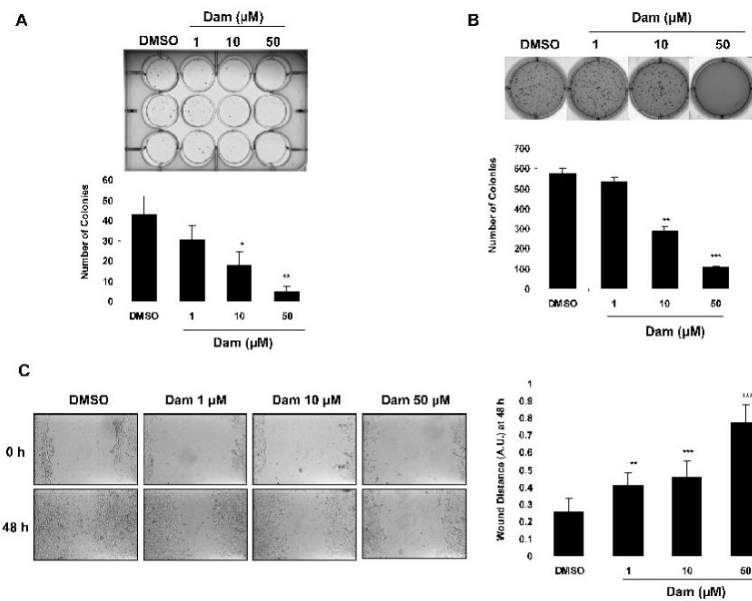 A
Dam (µM)
DMSO 1 10 50
60
50
40
30
20
10
0
Number of Colonies
*
**
DMSO 1 10 50
Dam (µM)
B
Dam (µM)
DMSO 1 10 50
700
600
500
400
300
200
100
0
Number of Colonies
**
***
DMSO 1 10 50
Dam (µM)
C
DMSO Dam 1 µM Dam 10 µM Dam 50 µM
0 h
48 h
1
0.9
0.8
0.7
0.6
0.5
0.4
0.3
0.2
0.1
0
Wound Distance (A.U.) at 48 h
**
***
***
DMSO 1 10 50
Dam (µM)